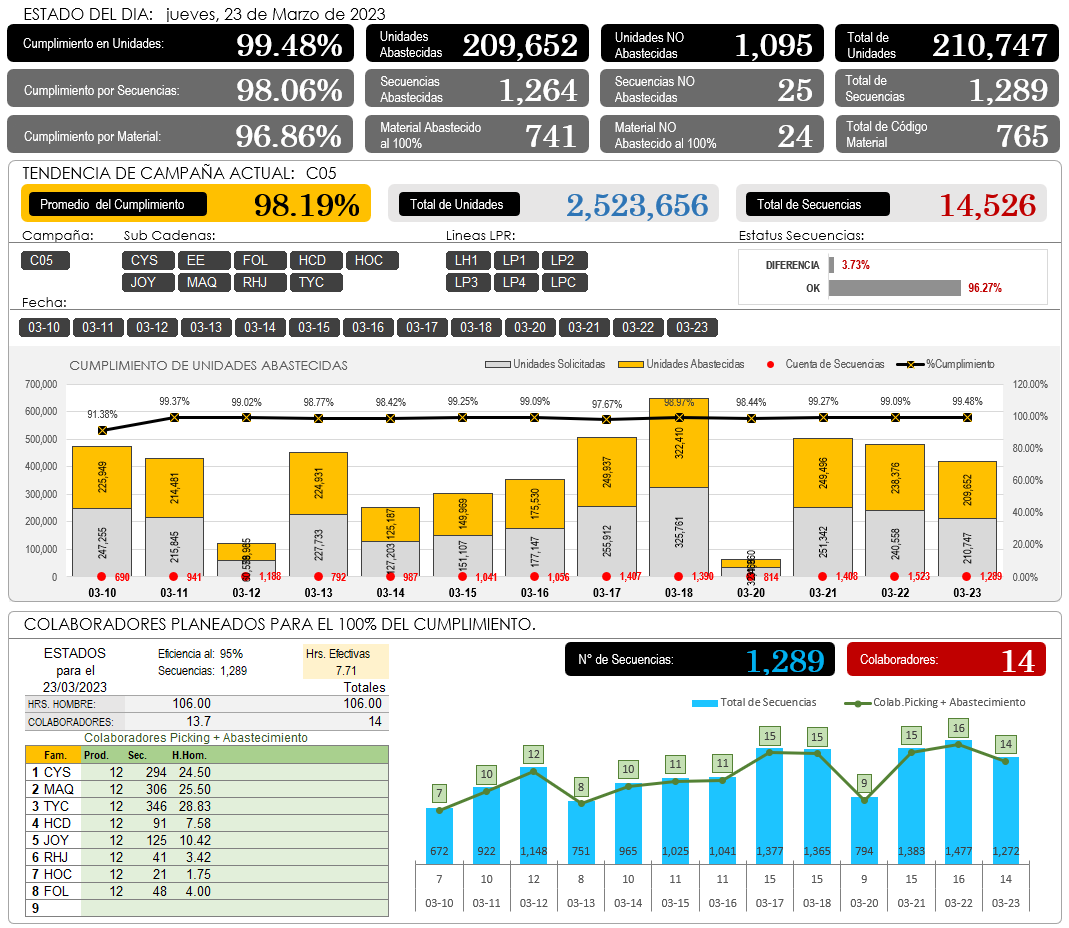 ESTADO DEL DIA: jueves, 23 de Marzo de 2023
Cumplimiento en Unidades: 99.48%
Unidades Abastecidas 209,652
Unidades NO Abastecidas 1,095
Total de Unidades 210,747
Cumplimiento por Secuencias: 98.06%
Secuencias Abastecidas 1,264
Secuencias NO Abastecidas 25
Total de Secuencias 1,289
Cumplimiento por Material: 96.86%
Material Abastecido al 100% 741
Material NO Abastecido al 100% 24
Total de Código Material 765
TENDENCIA DE CAMPAÑA ACTUAL: C05
Promedio del Cumplimiento 98.19%
Total de Unidades 2,523,656
Total de Secuencias 14,526
Campaña: Sub Cadenas: Lineas LPR: Estatus Secuencias:
C05 CYS EE FOL HCD HOC LH1 LP1 LP2
JOY MAQ RHJ TYC LP3 LP4 LPC
DIFERENCIA 3.73%
OK 96.27%
Fecha:
03-10 03-11 03-12 03-13 03-14 03-15 03-16 03-17 03-18 03-20 03-21 03-22 03-23
CUMPLIMIENTO DE UNIDADES ABASTECIDAS
Unidades Solicitadas Unidades Abastecidas Cuenta de Secuencias %Cumplimiento
700,000
600,000
500,000
400,000
300,000
200,000
100,000
0
120.00%
100.00%
80.00%
60.00%
40.00%
20.00%
0.00%
91.38% 99.37% 99.02% 98.77% 98.42% 99.25% 99.09% 97.67% 98.97% 98.44% 99.27% 99.09% 99.48%
225,949 214,481 224,931 125,187 149,969 175,530 249,937 322,410 249,496 238,376 209,652
247,255 215,845 227,733 127,203 151,107 177,147 255,912 325,761 251,342 240,558 210,747
690 941 1,188 792 987 1,041 1,056 1,407 1,390 814 1,408 1,523 1,289
03-10 03-11 03-12 03-13 03-14 03-15 03-16 03-17 03-18 03-20 03-21 03-22 03-23
COLABORADORES PLANEADOS PARA EL 100% DEL CUMPLIMIENTO.
ESTADOS
para el
23/03/2023
Eficiencia al: 95%
Secuencias: 1,289
Hrs. Efectivas
7.71
Totales
HRS. HOMBRE: 106.00 106.00
COLABORADORES: 13.7 14
Colaboradores Picking + Abastecimiento
Fam. Prod. Sec. H.Hom.
1 CYS 12 294 24.50
2 MAQ 12 306 25.50
3 TYC 12 346 28.83
4 HCD 12 91 7.58
5 JOY 12 125 10.42
6 RHJ 12 41 3.42
7 HOC 12 21 1.75
8 FOL 12 48 4.00
9
N° de Secuencias: 1,289
Colaboradores: 14
Total de Secuencias Colab.Picking + Abastecimiento
7 10 12 8 10 11 11 15 15 9 15 16 14
672 922 1,148 751 965 1,025 1,041 1,377 1,365 794 1,383 1,477 1,272
7 10 12 8 10 11 11 15 15 9 15 16 14
03-10 03-11 03-12 03-13 03-14 03-15 03-16 03-17 03-18 03-20 03-21 03-22 03-23